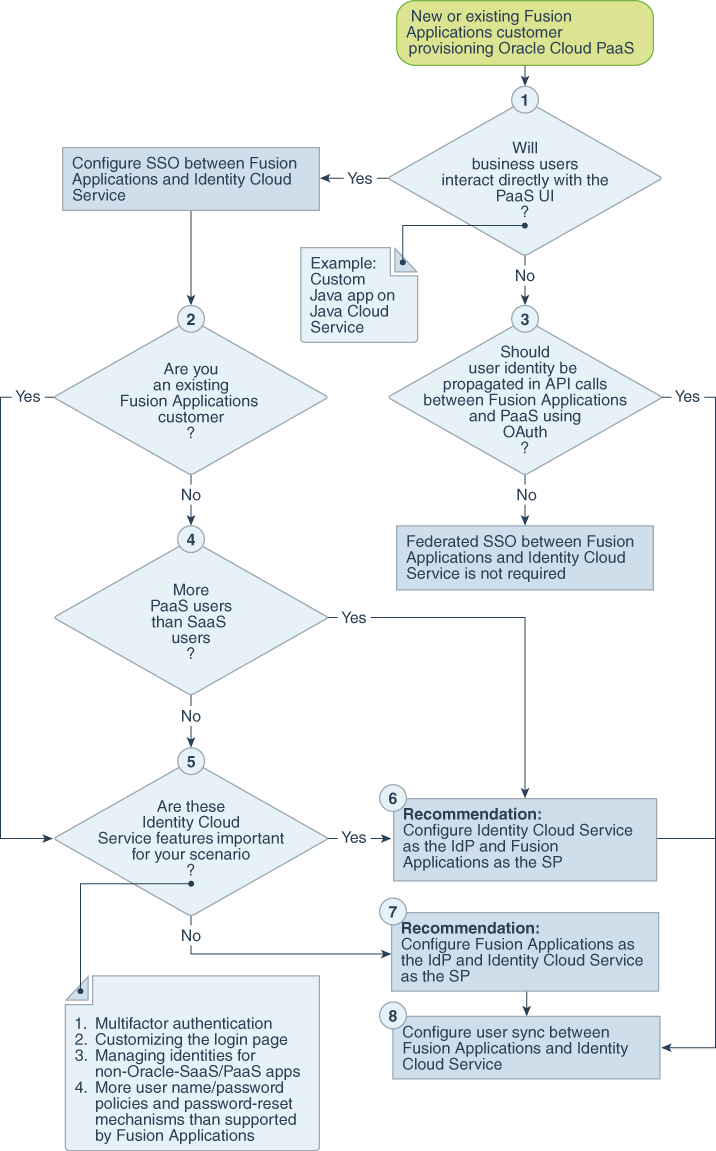 New or existing Fusion
Applications customer
provisioning Oracle Cloud PaaS
1
Will
business users
interact directly with the
PaaS UI
?
Yes
Configure SSO between Fusion
Applications and Identity Cloud
Service
Example:
Custom
Java app on
Java Cloud
Service
No
2
Are you
an existing
Fusion Applications
customer
?
Yes
3
Should
user identity be
propagated in API calls
between Fusion Applications
and PaaS using
OAuth
?
Yes
No
No
Federated SSO between Fusion
Applications and Identity Cloud
Service is not required
4
More
PaaS users
than SaaS
users
?
Yes
No
5
Are these
Identity Cloud
Service features important
for your scenario
?
Yes
6
Recommendation:
Configure Identity Cloud Service
as the IdP and Fusion
Applications as the SP
No
7
Recommendation:
Configure Fusion Applications as
the IdP and Identity Cloud Service
as the SP
8
Configure user sync between
Fusion Applications and Identity
Cloud Service
1. Multifactor authentication
2. Customizing the login page
3. Managing identities for
non-Oracle-SaaS/PaaS apps
4. More user name/password
policies and password-reset
mechanisms than supported
by Fusion Applications